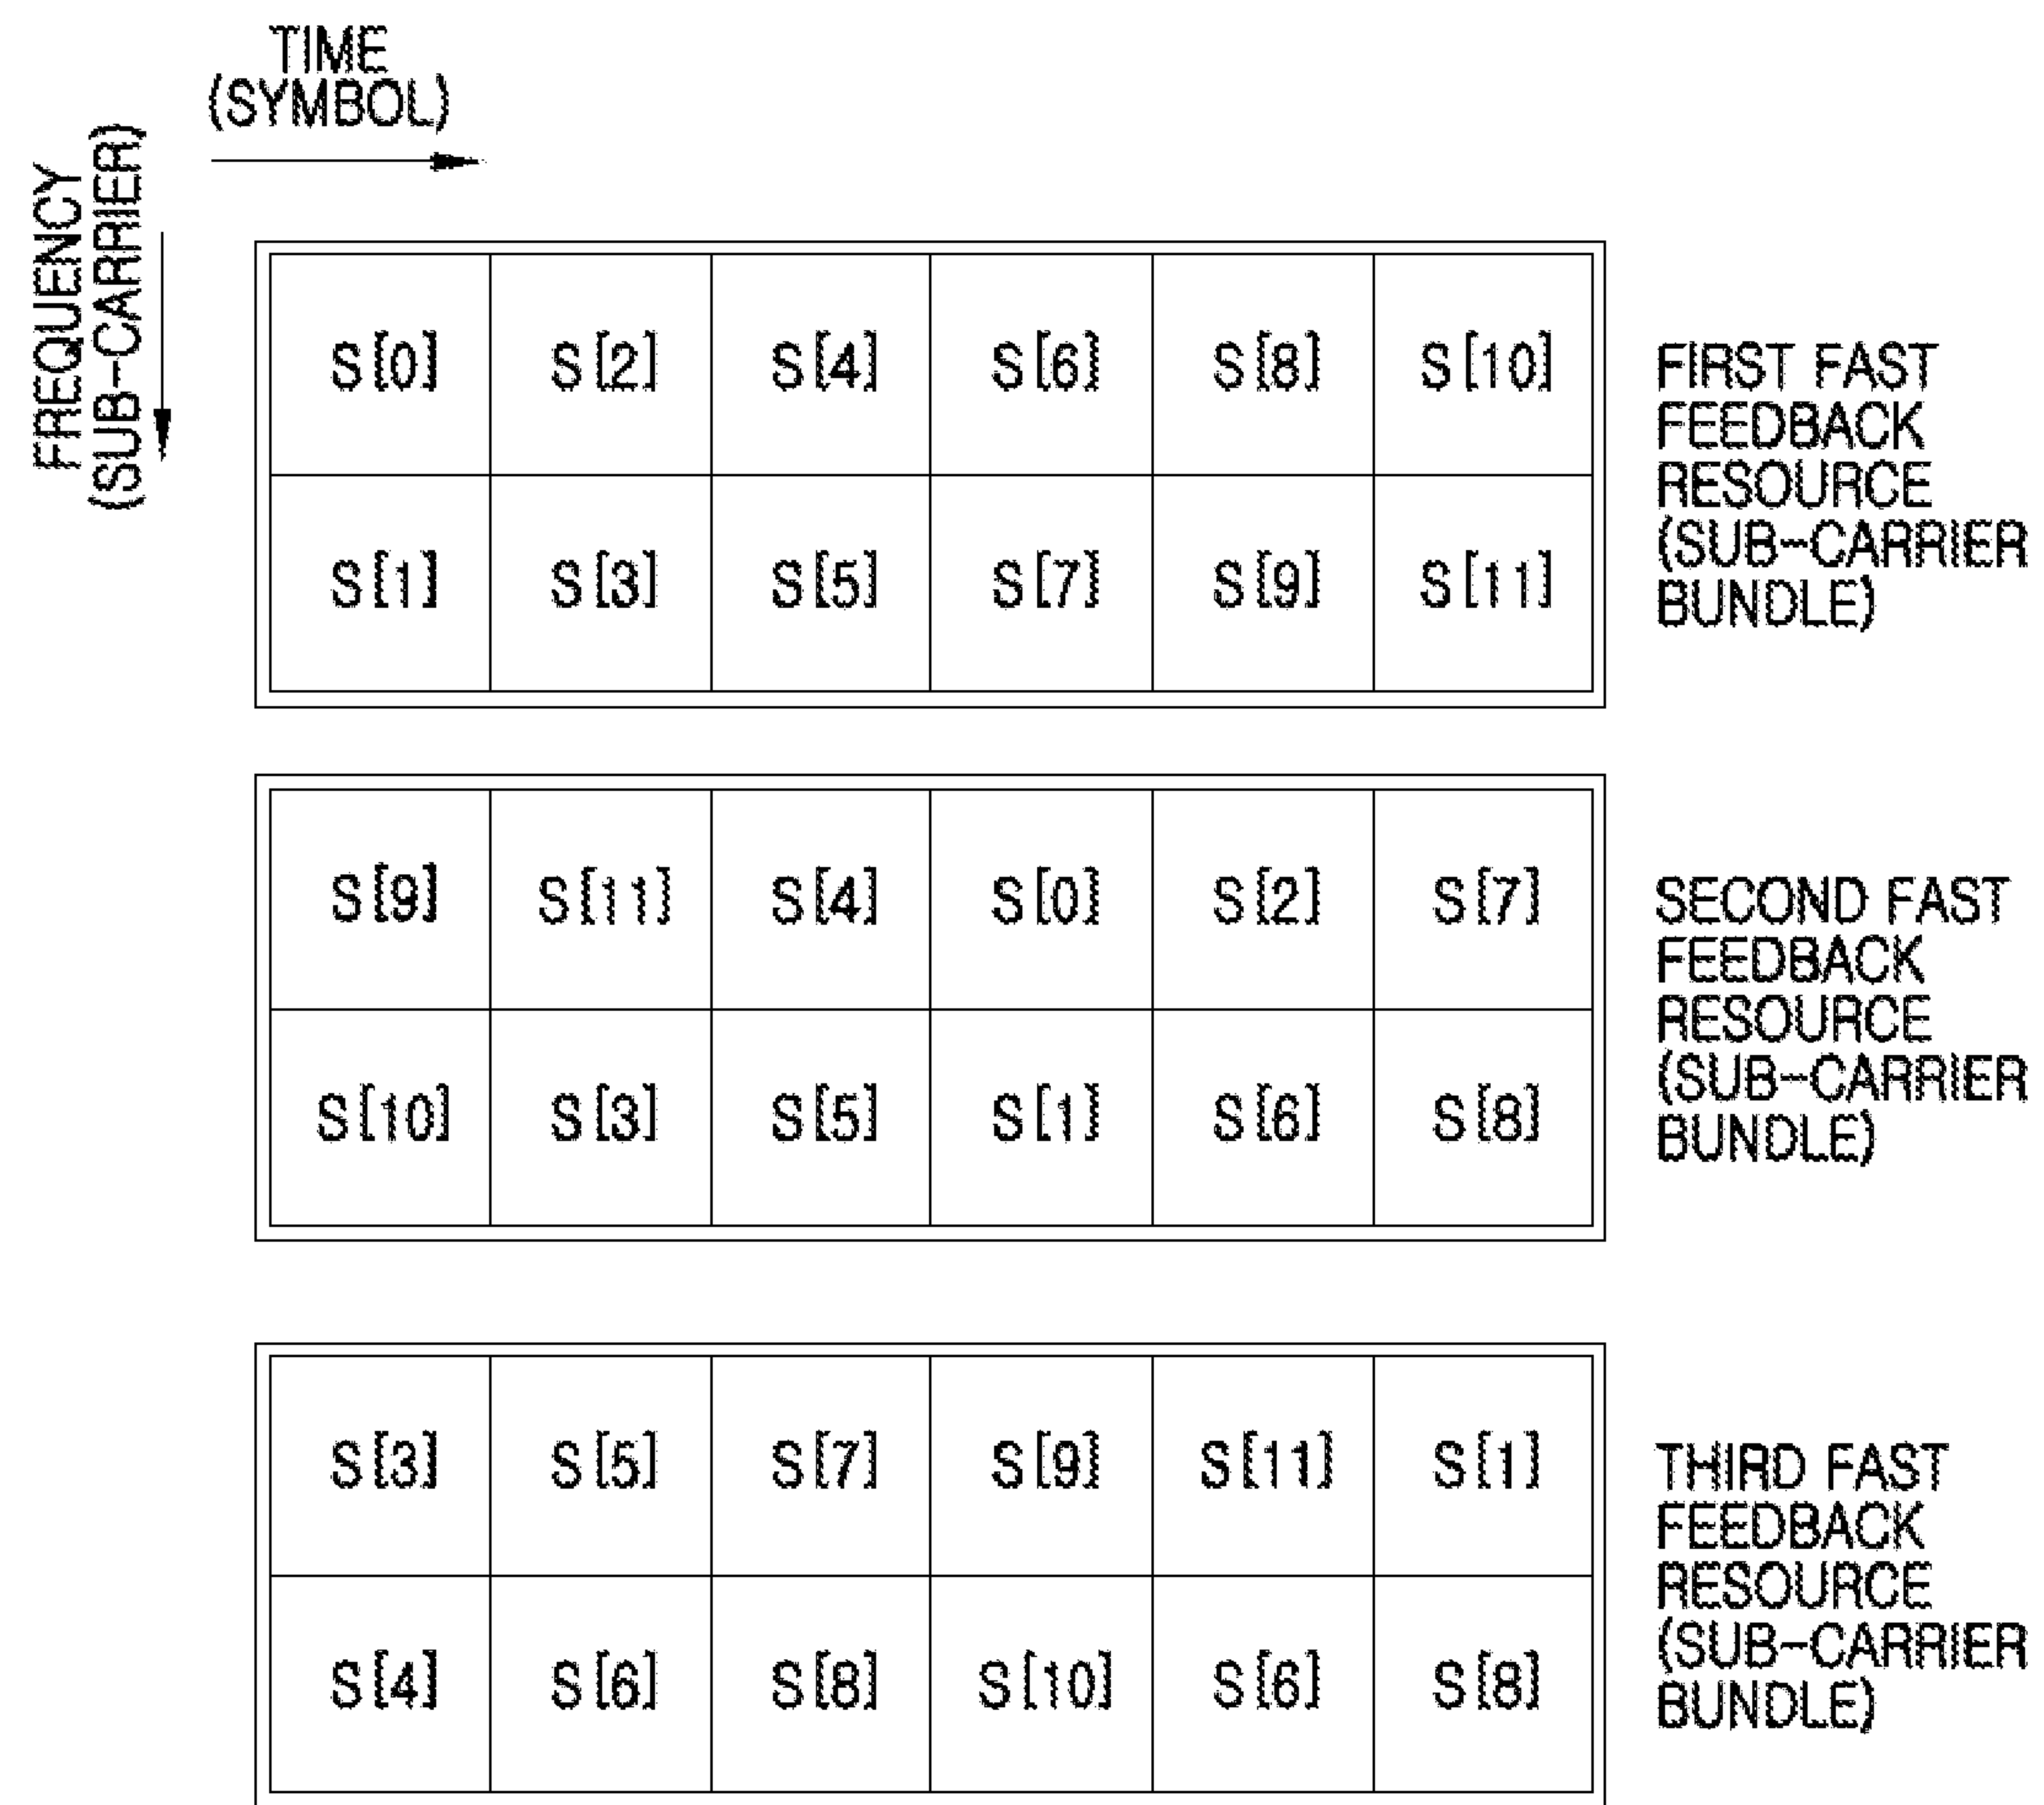 TIME
(SYMBOL)
FREQUENCY
(SUB-CARRIER)
S[0] S[2] S[4] S[6] S[8] S[10]
S[1] S[3] S[5] S[7] S[9] S[11]
FIRST FAST
FEEDBACK
RESOURCE
(SUB-CARRIER
BUNDLE)
S[9] S[11] S[4] S[0] S[2] S[7]
S[10] S[3] S[5] S[1] S[6] S[8]
SECOND FAST
FEEDBACK
RESOURCE
(SUB-CARRIER
BUNDLE)
S[3] S[5] S[7] S[9] S[11] S[1]
S[4] S[6] S[8] S[10] S[6] S[8]
THIRD FAST
FEEDBACK
RESOURCE
(SUB-CARRIER
BUNDLE)